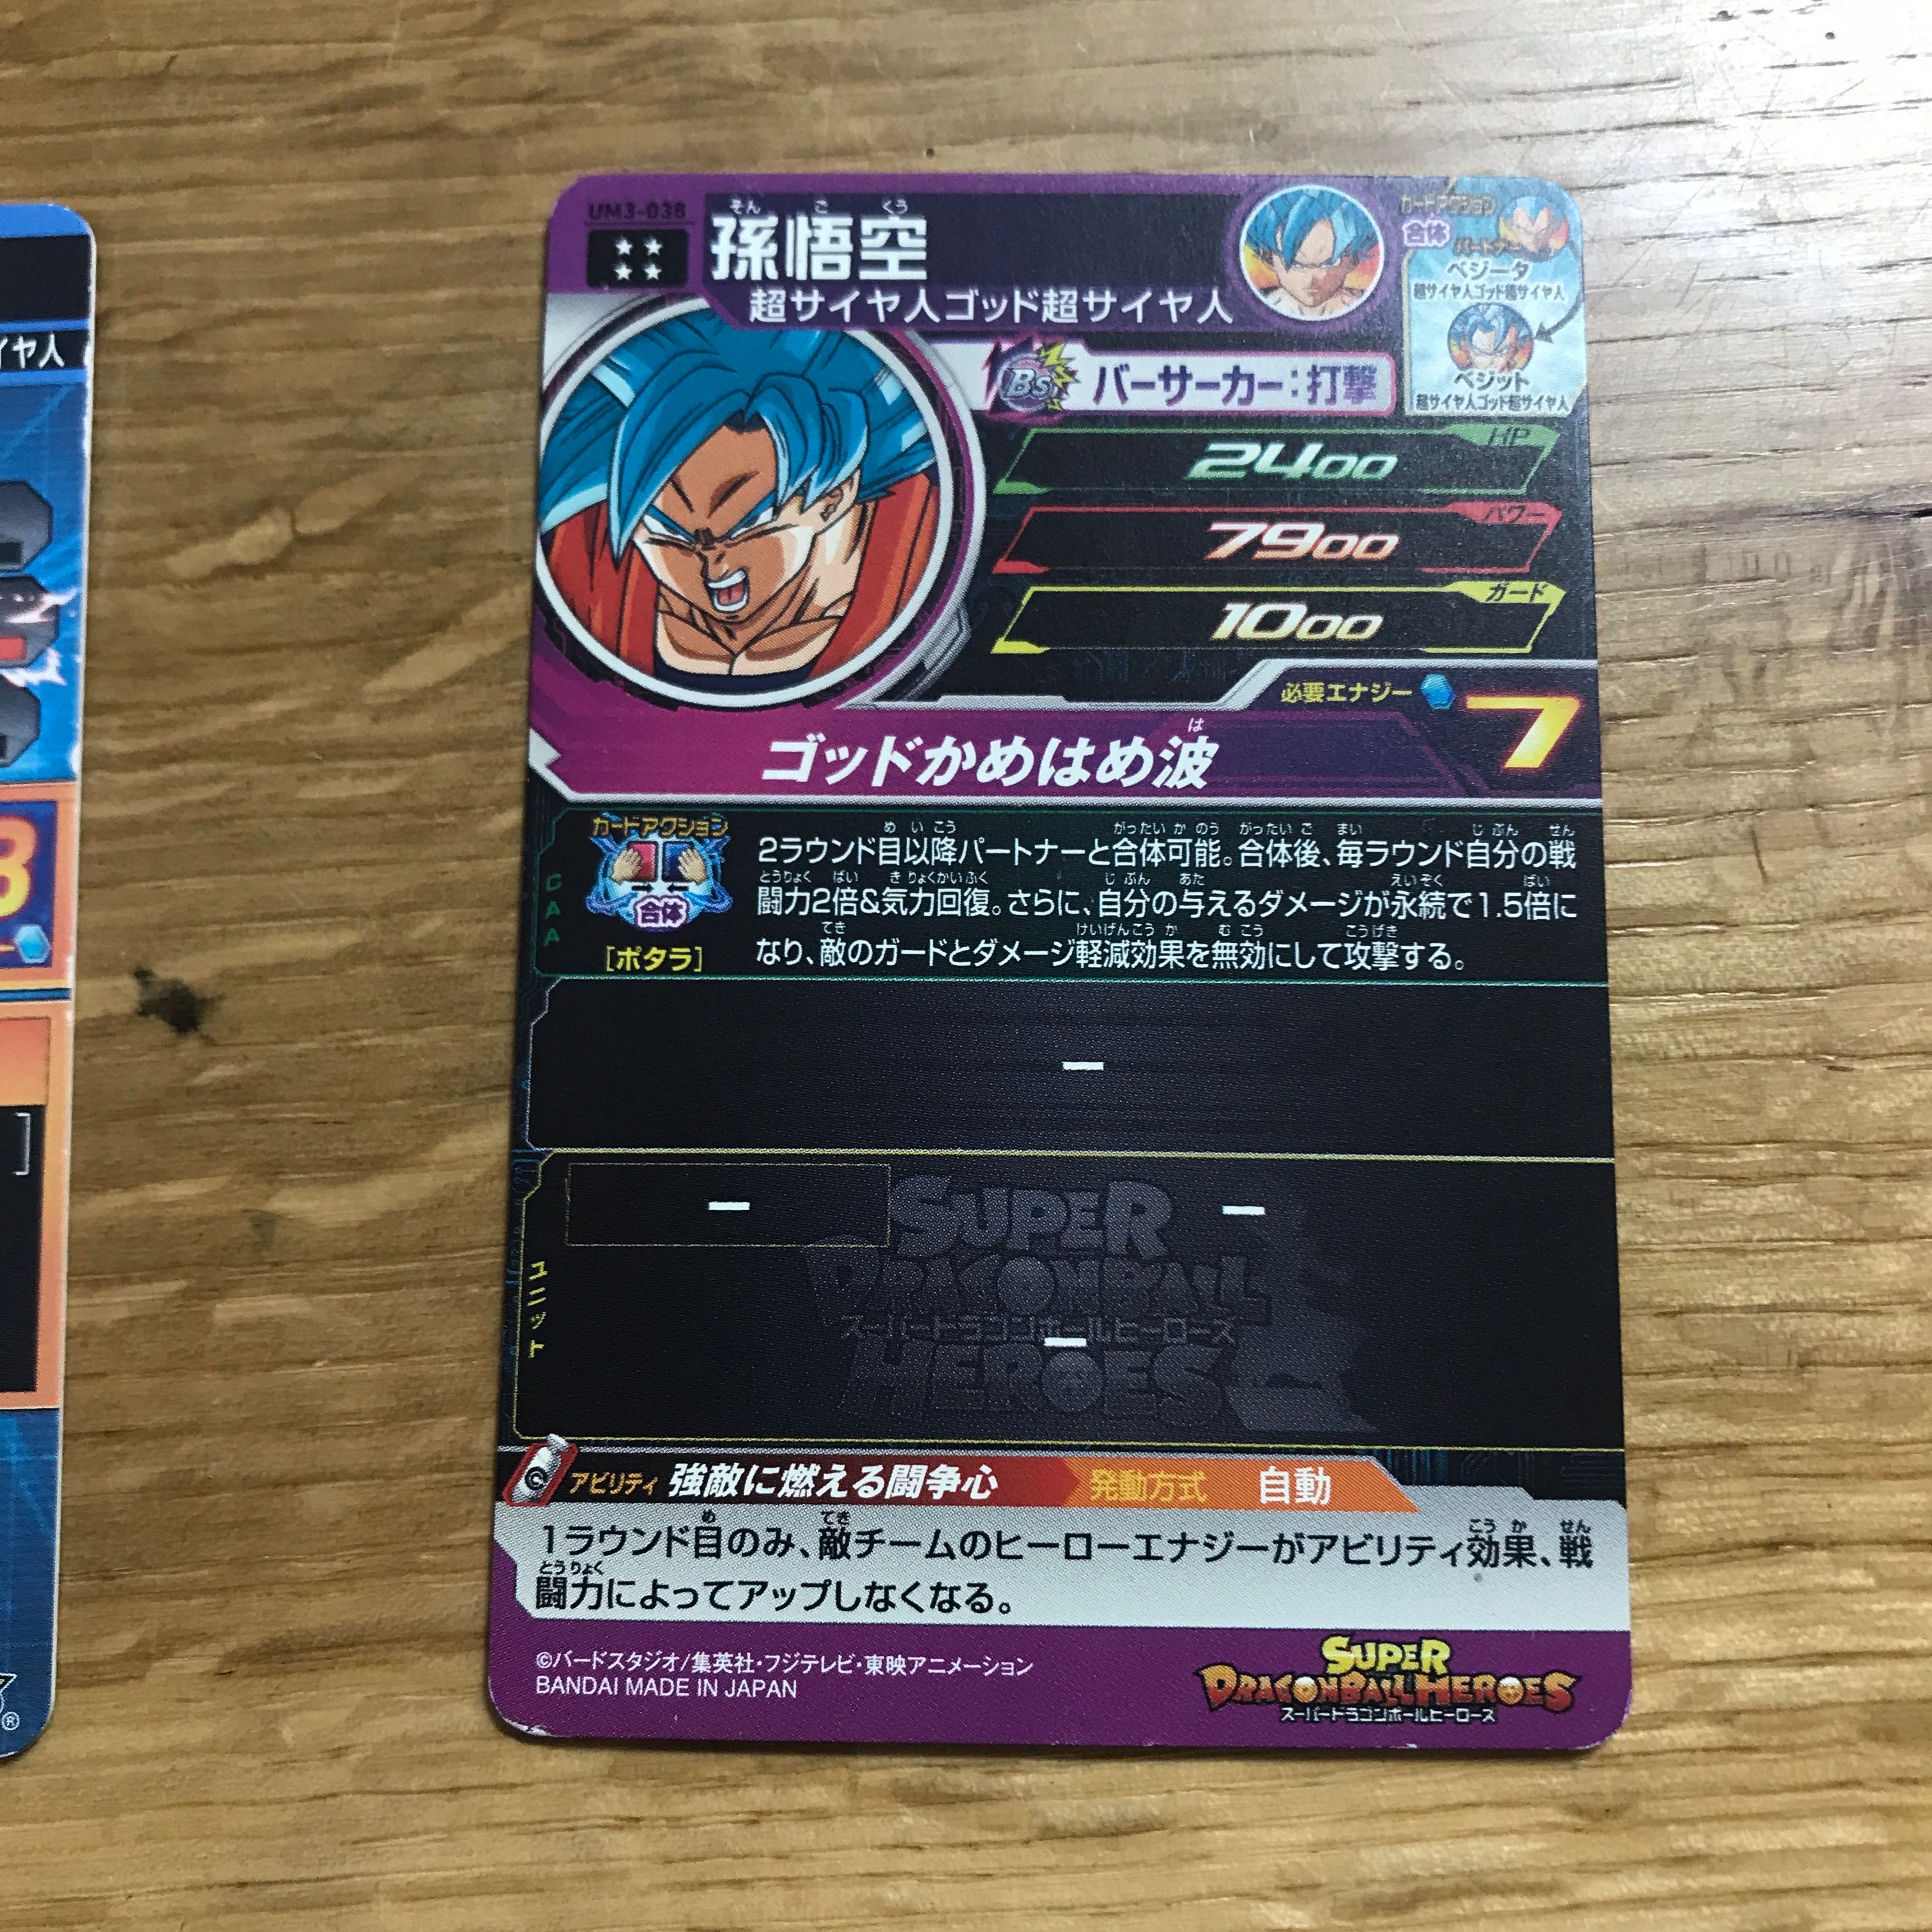 イヤ人
UM3-038
孫悟空
そんごくう
超サイヤ人ゴッド超サイヤ人
カードアクション
合体
パートナー
ベジータ
超サイヤ人ゴッド超サイヤ人
ベジット
超サイヤ人ゴッド超サイヤ人
Bs バーサーカー:打撃
HP
2400
パワー
7900
ガード
1000
必要エナジー 7
ゴッドかめはめ波
は
CAA
カードアクション
合体
[ポタラ]
2ラウンド目以降パートナーと合体可能。合体後、毎ラウンド自分の戦
闘力2倍&気力回復。さらに、自分の与えるダメージが永続で1.5倍に
なり、敵のガードとダメージ軽減効果を無効にして攻撃する。
-
ユニット
- -
-
SUPER
DRAGONBALL
スーパードラゴンボールヒーローズ
HEROES
アビリティ 強敵に燃える闘争心 発動方式 自動
1ラウンド目のみ、敵チームのヒーローエナジーがアビリティ効果、戦
闘力によってアップしなくなる。
©バードスタジオ/集英社・フジテレビ・東映アニメーション
BANDAI MADE IN JAPAN
SUPER
DRAGONBALL HEROES
スーパードラゴンボールヒーローズ
3
]
®